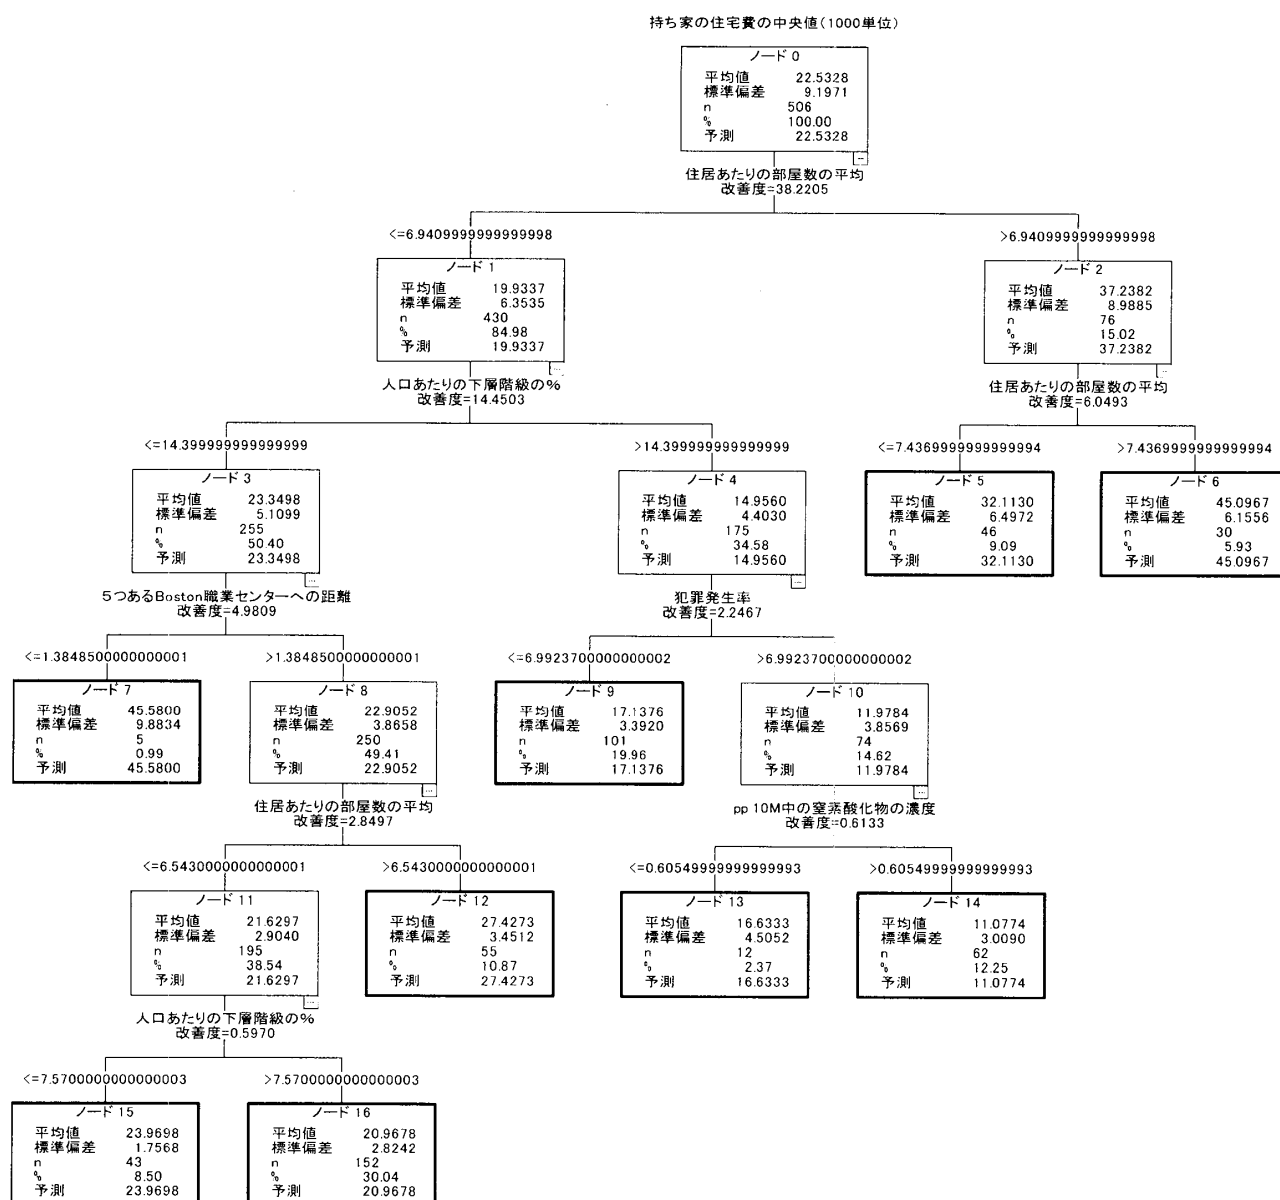 持ち家の住宅費の中央値(1000単位)
ノード 0
平均値 22.5328
標準偏差 9.1971
n 506
% 100.00
予測 22.5328
住居あたりの部屋数の平均
改善度=38.2205
<=6.9409999999999998
>6.9409999999999998
ノード 1
平均値 19.9337
標準偏差 6.3535
n 430
% 84.98
予測 19.9337
ノード 2
平均値 37.2382
標準偏差 8.9885
n 76
% 15.02
予測 37.2382
人口あたりの下層階級の%
改善度=14.4503
住居あたりの部屋数の平均
改善度=6.0493
<=14.399999999999999
>14.399999999999999
<=7.4369999999999994
>7.4369999999999994
ノード 3
平均値 23.3498
標準偏差 5.1099
n 255
% 50.40
予測 23.3498
ノード 4
平均値 14.9560
標準偏差 4.4030
n 175
% 34.58
予測 14.9560
ノード 5
平均値 32.1130
標準偏差 6.4972
n 46
% 9.09
予測 32.1130
ノード 6
平均値 45.0967
標準偏差 6.1556
n 30
% 5.93
予測 45.0967
5つあるBoston職業センターへの距離
改善度=4.9809
犯罪発生率
改善度=2.2467
<=1.3848500000000001
>1.3848500000000001
<=6.9923700000000002
>6.9923700000000002
ノード 7
平均値 45.5800
標準偏差 9.8834
n 5
% 0.99
予測 45.5800
ノード 8
平均値 22.9052
標準偏差 3.8658
n 250
% 49.41
予測 22.9052
ノード 9
平均値 17.1376
標準偏差 3.3920
n 101
% 19.96
予測 17.1376
ノード 10
平均値 11.9784
標準偏差 3.8569
n 74
% 14.62
予測 11.9784
住居あたりの部屋数の平均
改善度=2.8497
pp 10M中の窒素酸化物の濃度
改善度=0.6133
<=6.5430000000000001
>6.5430000000000001
<=0.60549999999999993
>0.60549999999999993
ノード 11
平均値 21.6297
標準偏差 2.9040
n 195
% 38.54
予測 21.6297
ノード 12
平均値 27.4273
標準偏差 3.4512
n 55
% 10.87
予測 27.4273
ノード 13
平均値 16.6333
標準偏差 4.5052
n 12
% 2.37
予測 16.6333
ノード 14
平均値 11.0774
標準偏差 3.0090
n 62
% 12.25
予測 11.0774
人口あたりの下層階級の%
改善度=0.5970
<=7.5700000000000003
>7.5700000000000003
ノード 15
平均値 23.9698
標準偏差 1.7568
n 43
% 8.50
予測 23.9698
ノード 16
平均値 20.9678
標準偏差 2.8242
n 152
% 30.04
予測 20.9678